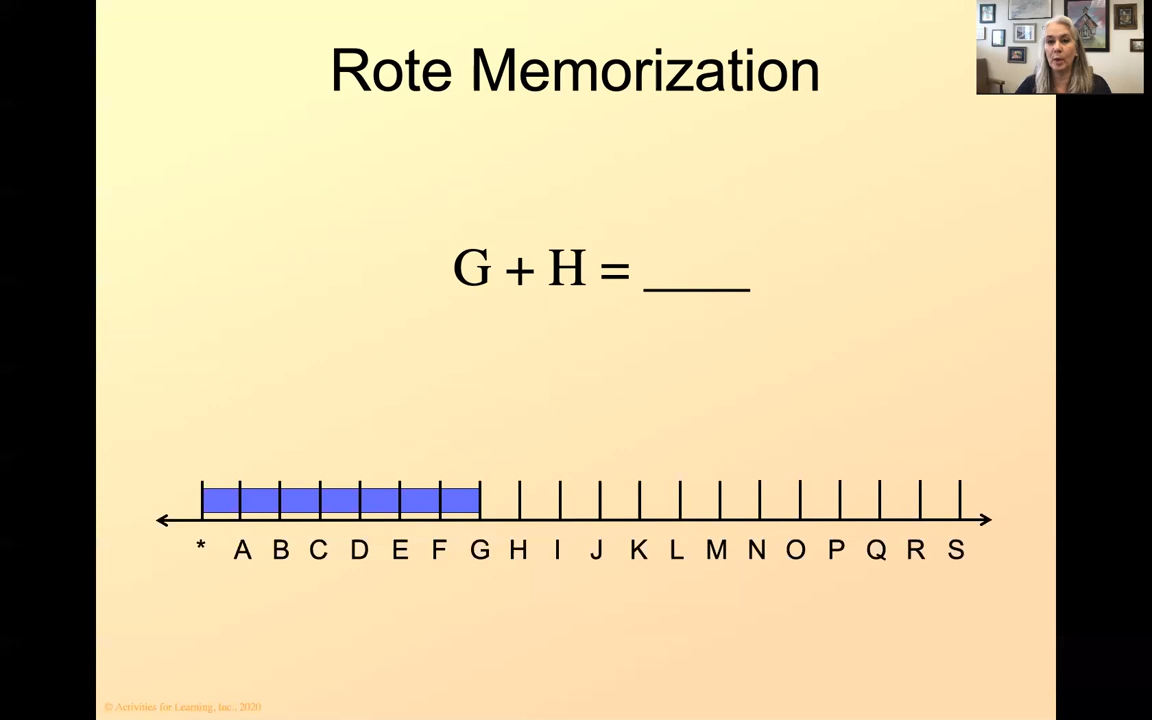 Rote Memorization
G + H = ____
* A B C D E F G H I J K L M N O P Q R S
© Activities for Learning, Inc., 2020